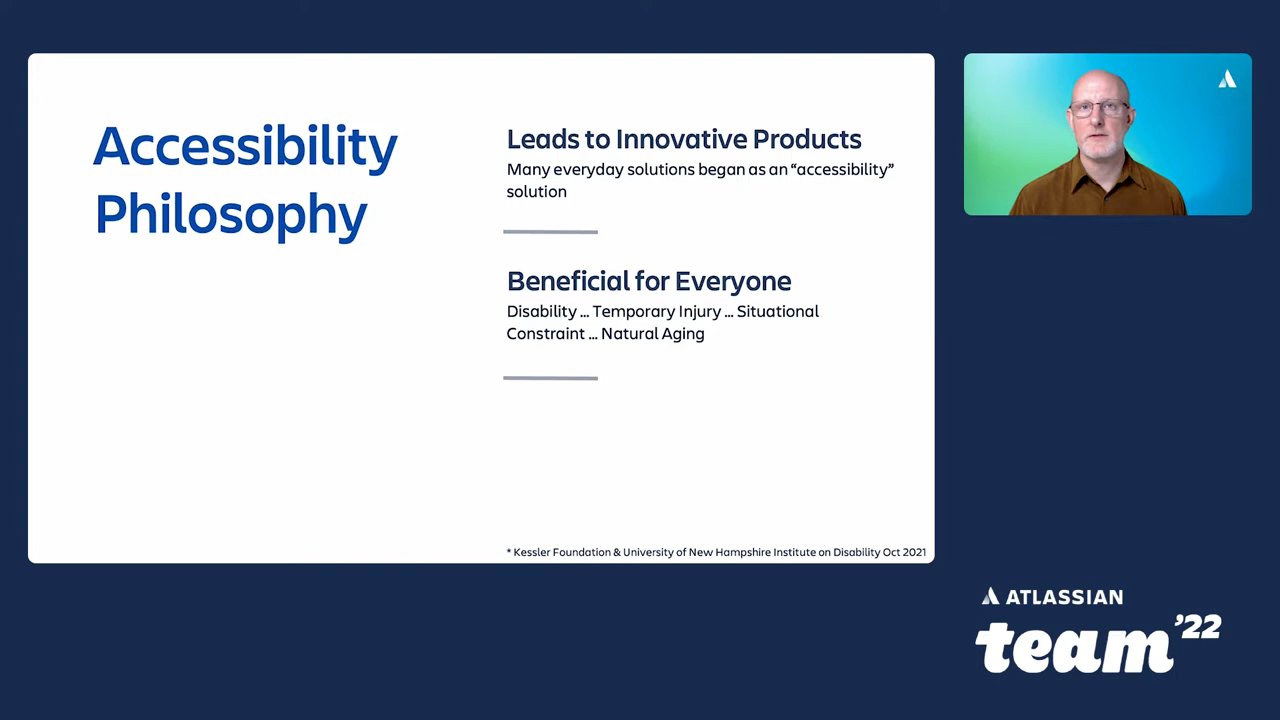 Accessibility
Philosophy
Leads to Innovative Products
Many everyday solutions began as an “accessibility”
solution
Beneficial for Everyone
Disability ... Temporary Injury ... Situational
Constraint ... Natural Aging
* Kessler Foundation & University of New Hampshire Institute on Disability Oct 2021
ATLASSIAN
team ’22